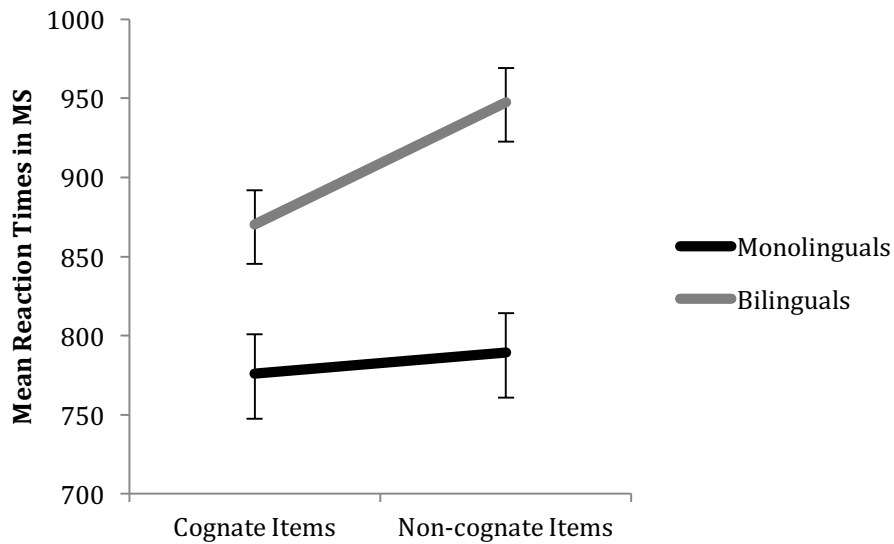 1000
950
900
850
800
750
700
Mean Reaction Times in MS
Cognate Items
Non-cognate Items
Monolinguals
Bilinguals